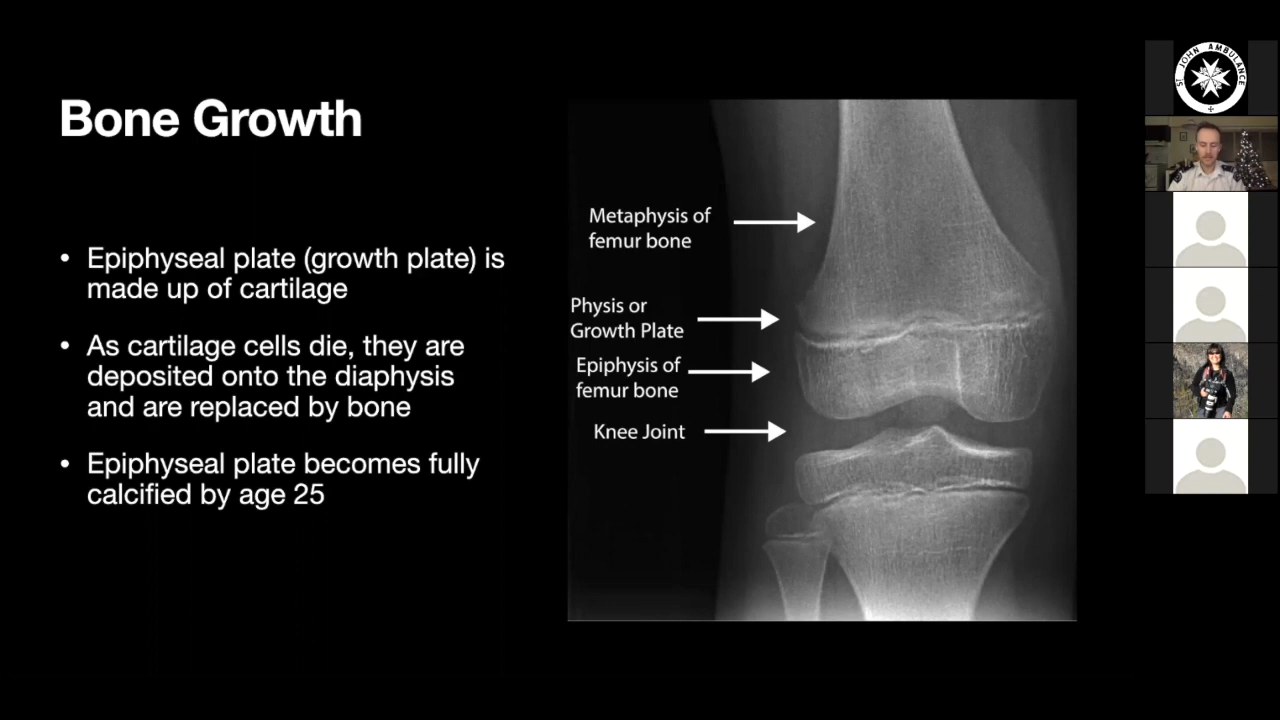 Bone Growth
• Epiphyseal plate (growth plate) is
made up of cartilage
• As cartilage cells die, they are
deposited onto the diaphysis
and are replaced by bone
• Epiphyseal plate becomes fully
calcified by age 25
Metaphysis of
femur bone
Physis or
Growth Plate
Epiphysis of
femur bone
Knee Joint
ST JOHN AMBULANCE